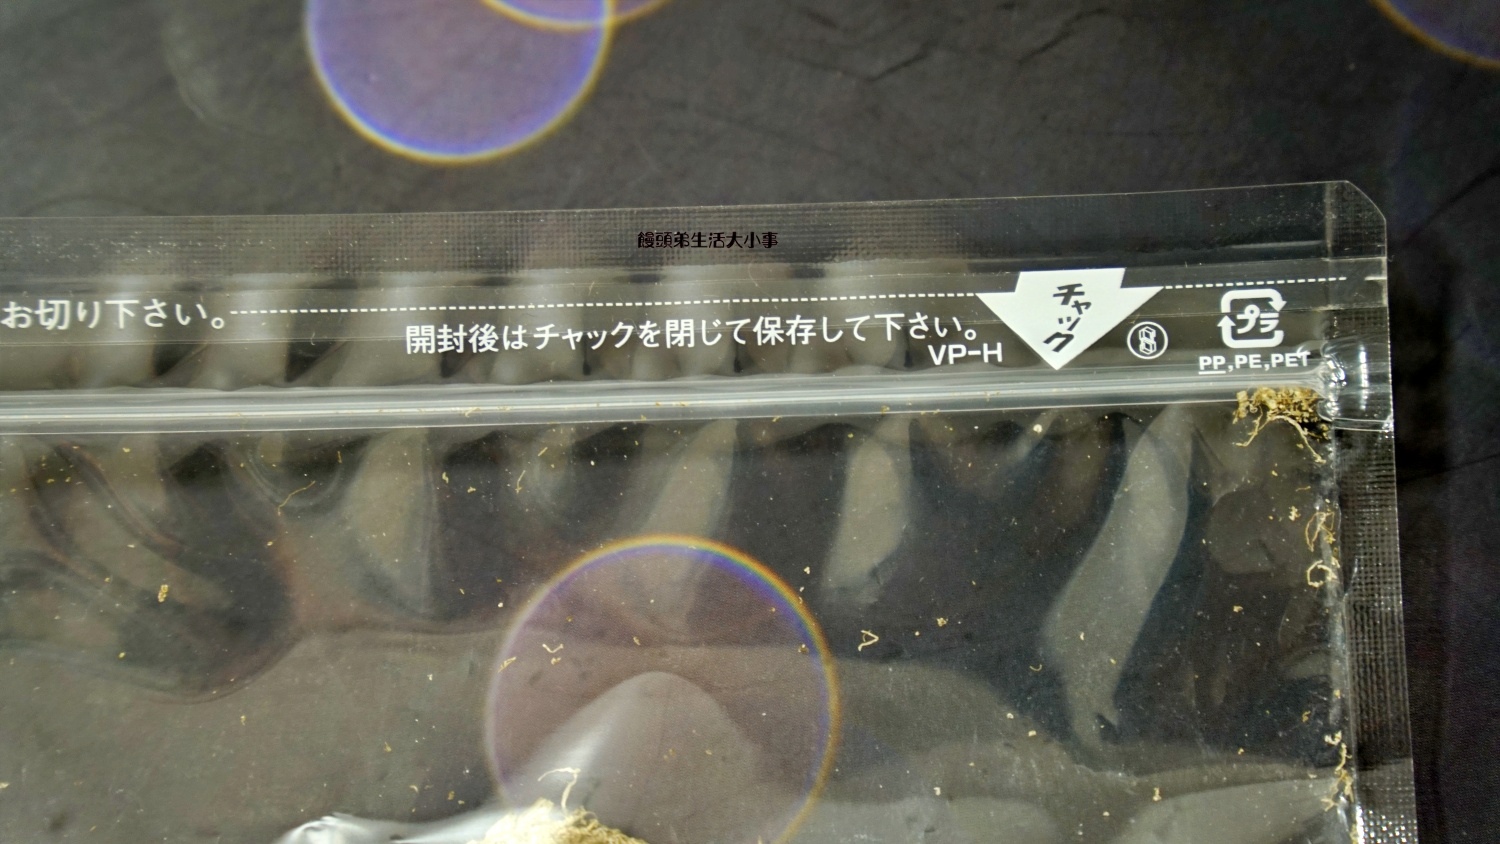 饅頭弟生活大小事
お切り下さい。
チャック
開封後はチャックを閉じて保存して下さい。
VP-H
プラ
PP,PE,PET